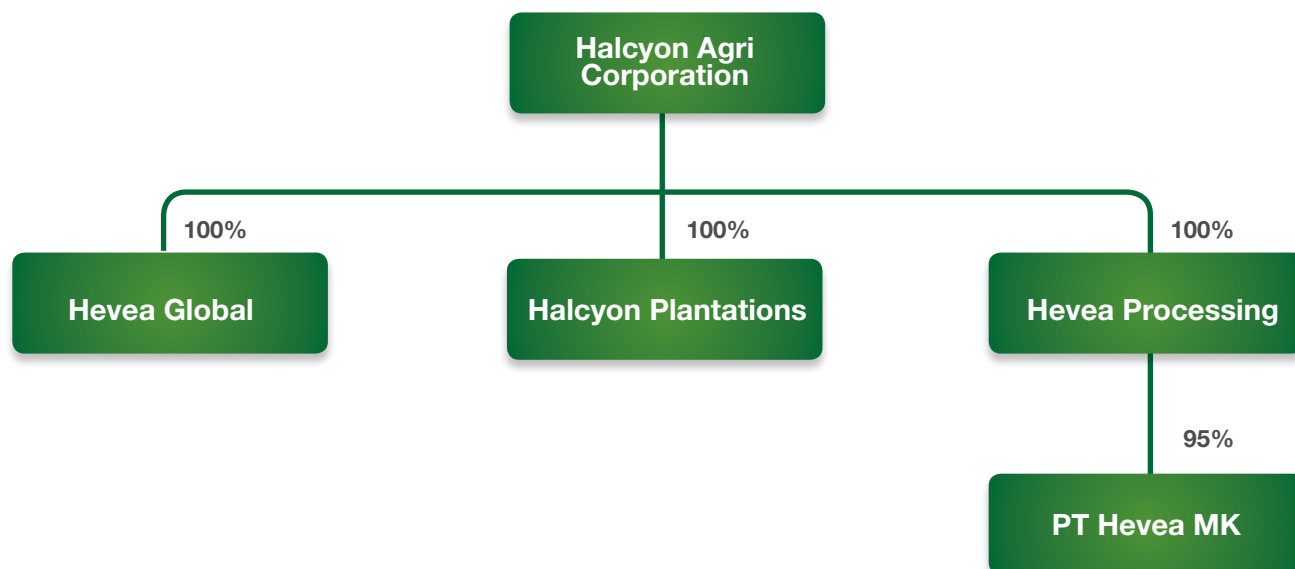 Halcyon Agri
Corporation
100%
100%
100%
Hevea Global
Halcyon Plantations
Hevea Processing
95%
PT Hevea MK